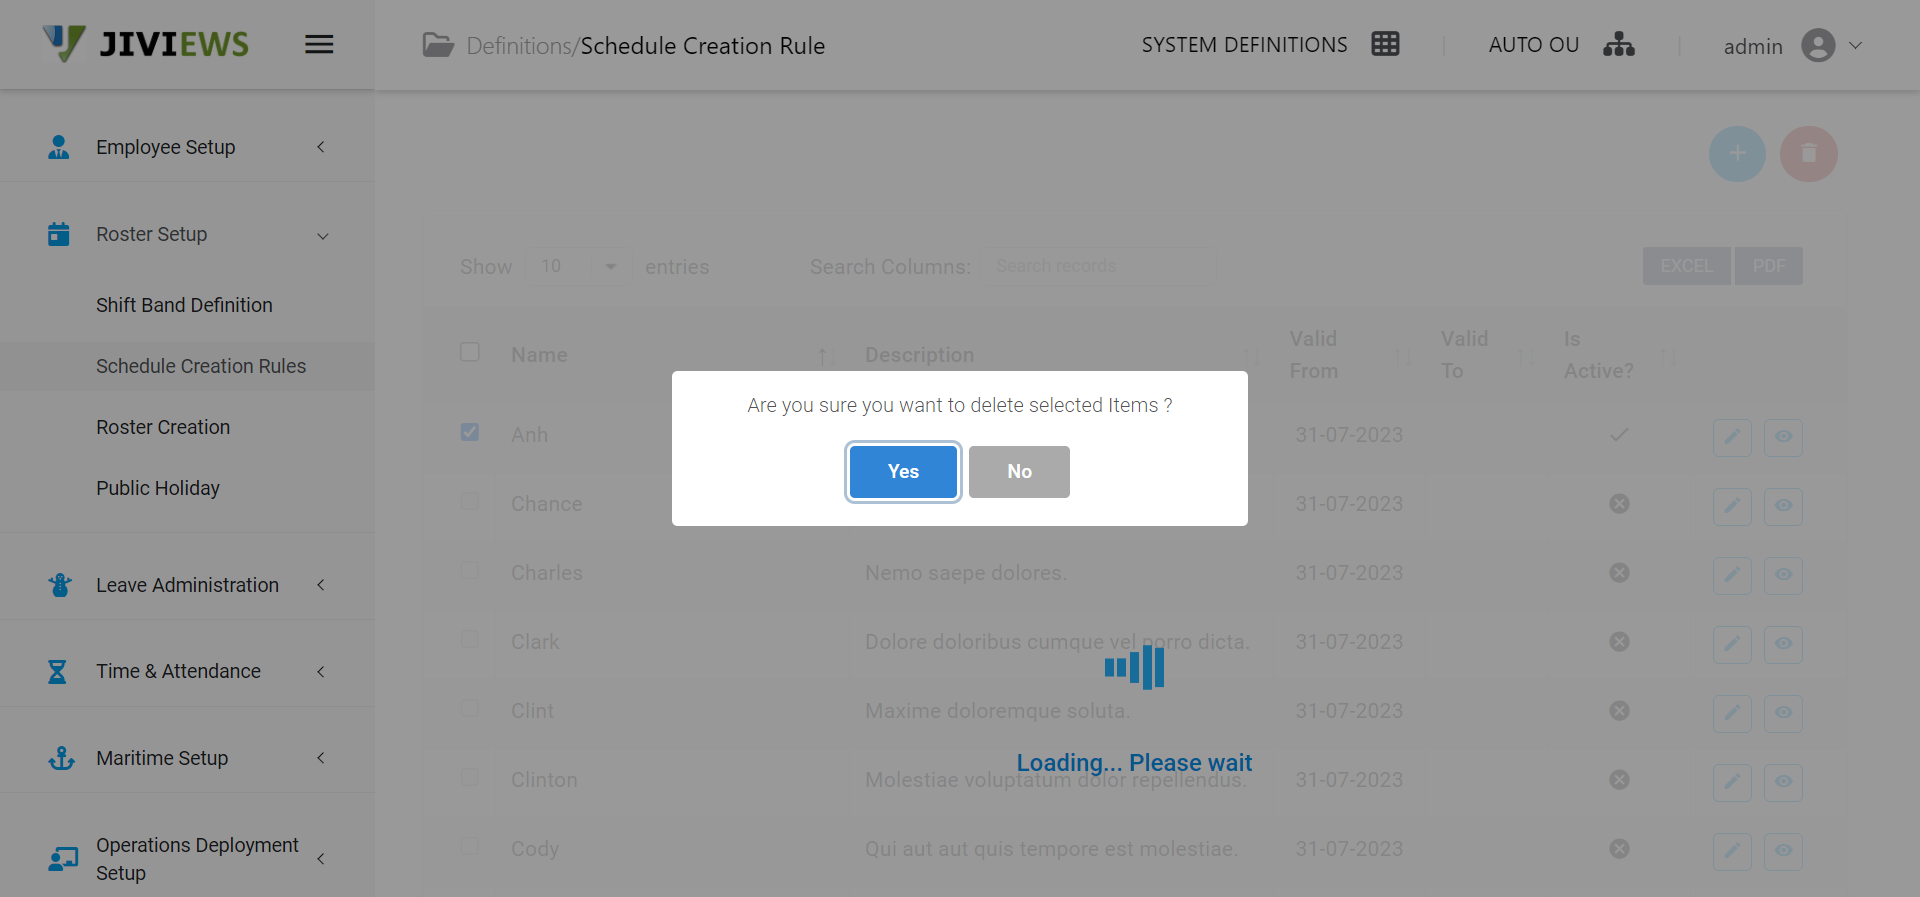 JIVIEWS
Definitions/Schedule Creation Rule
SYSTEM DEFINITIONS
AUTO OU
admin
Employee Setup
Roster Setup
Shift Band Definition
Schedule Creation Rules
Roster Creation
Public Holiday
Leave Administration
Time & Attendance
Maritime Setup
Operations Deployment
Setup
Show 10 entries
Search Columns: Search records
EXCEL PDF
Name Description Valid From Valid To Is Active?
Are you sure you want to delete selected Items ?
Yes No
Anh 31-07-2023
Chance 31-07-2023
Charles Nemo saepe dolores. 31-07-2023
Clark Dolore doloribus cumque vel porro dicta. 31-07-2023
Clint Maxime doloremque soluta. 31-07-2023
Loading... Please wait
Clinton Molestiae voluptatum dolor repellendus. 31-07-2023
Cody Qui aut aut quis tempore est molestiae. 31-07-2023